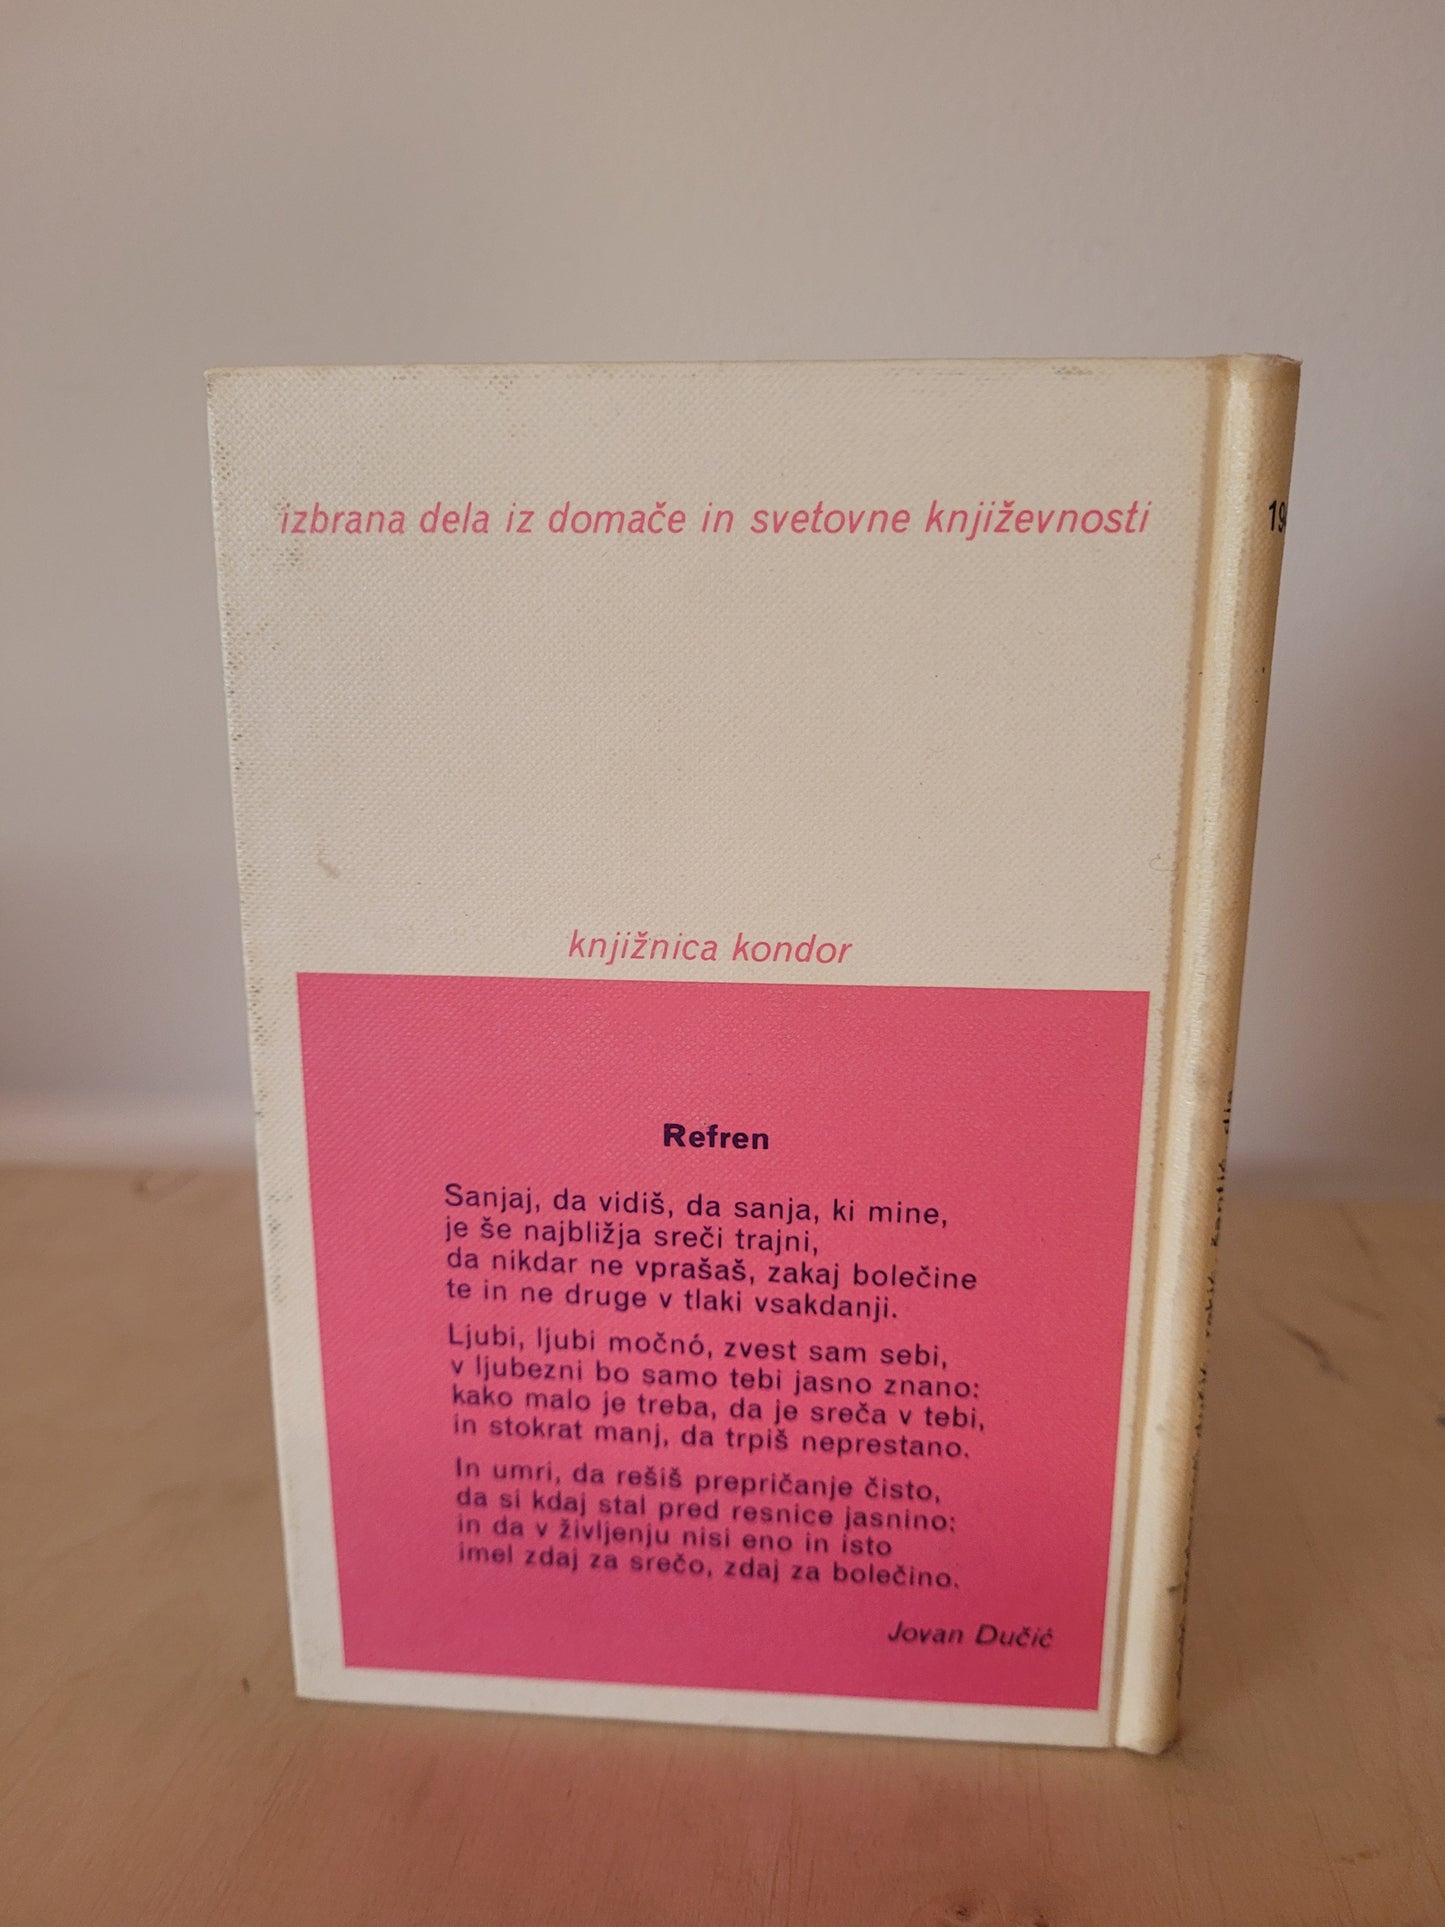 izbrana dela iz domače in svetovne književnosti
knjižnica kondor
Refren
Sanjaj, da vidiš, da sanja, ki mine,
je še najbližja sreči trajni,
da nikdar ne vprašaš, zakaj bolečine
te in ne druge v tlaki vsakdanji.
Ljubi, ljubi močnó, zvest sam sebi,
v ljubezni bo samo tebi jasno znano:
kako malo je treba, da je sreča v tebi,
in stokrat manj, da trpiš neprestano.
In umri, da rešiš prepričanje čisto,
da si kdaj stal pred resnice jasnino:
in da v življenju nisi eno in isto
imel zdaj za srečo, zdaj za bolečino.
Jovan Dučić